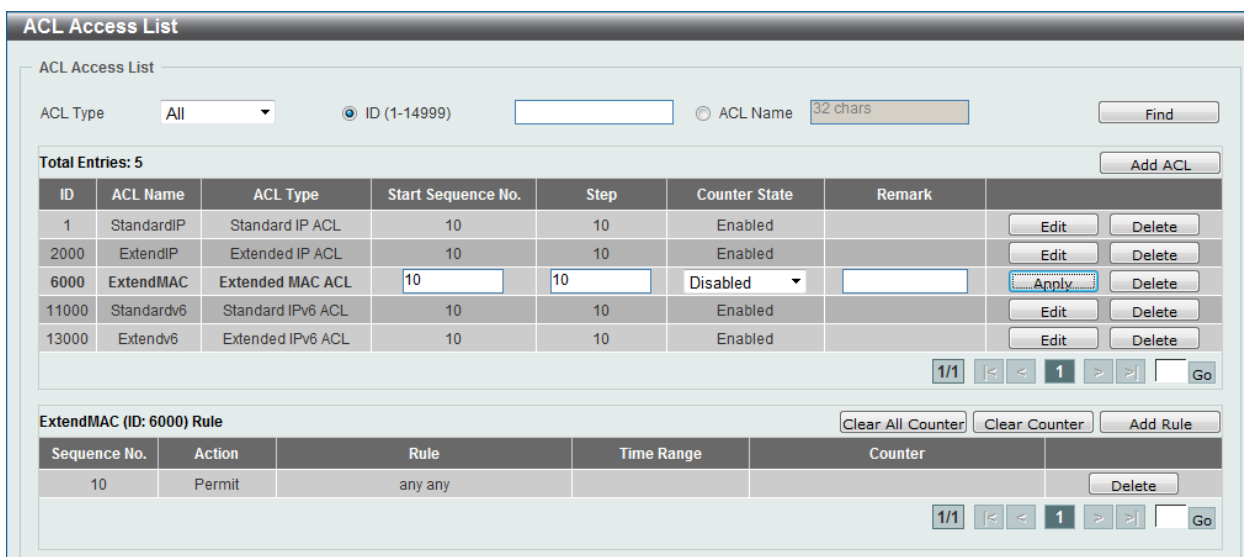 ACL Access List
ACL Access List
ACL Type All ID (1-14999) ACL Name 32 chars Find
Total Entries: 5 Add ACL
ID ACL Name ACL Type Start Sequence No. Step Counter State Remark
1 StandardIP Standard IP ACL 10 10 Enabled Edit Delete
2000 ExtendIP Extended IP ACL 10 10 Enabled Edit Delete
6000 ExtendMAC Extended MAC ACL 10 10 Disabled Apply Delete
11000 Standardv6 Standard IPv6 ACL 10 10 Enabled Edit Delete
13000 Extendv6 Extended IPv6 ACL 10 10 Enabled Edit Delete
1/1 |< < 1 > >| Go
ExtendMAC (ID: 6000) Rule Clear All Counter Clear Counter Add Rule
Sequence No. Action Rule Time Range Counter
10 Permit any any Delete
1/1 |< < 1 > >| Go